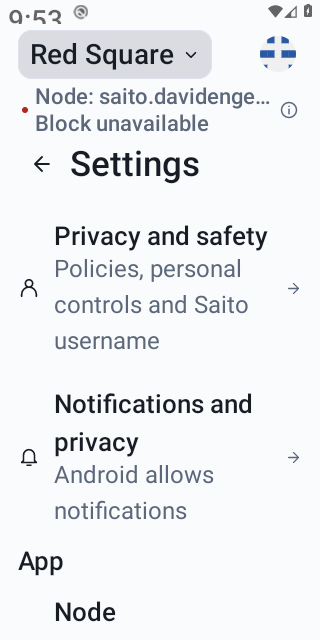 9:53
Red Square
Node: saito.davidenge…
Block unavailable
Settings
Privacy and safety
Policies, personal
controls and Saito
username
Notifications and
privacy
Android allows
notifications
App
Node